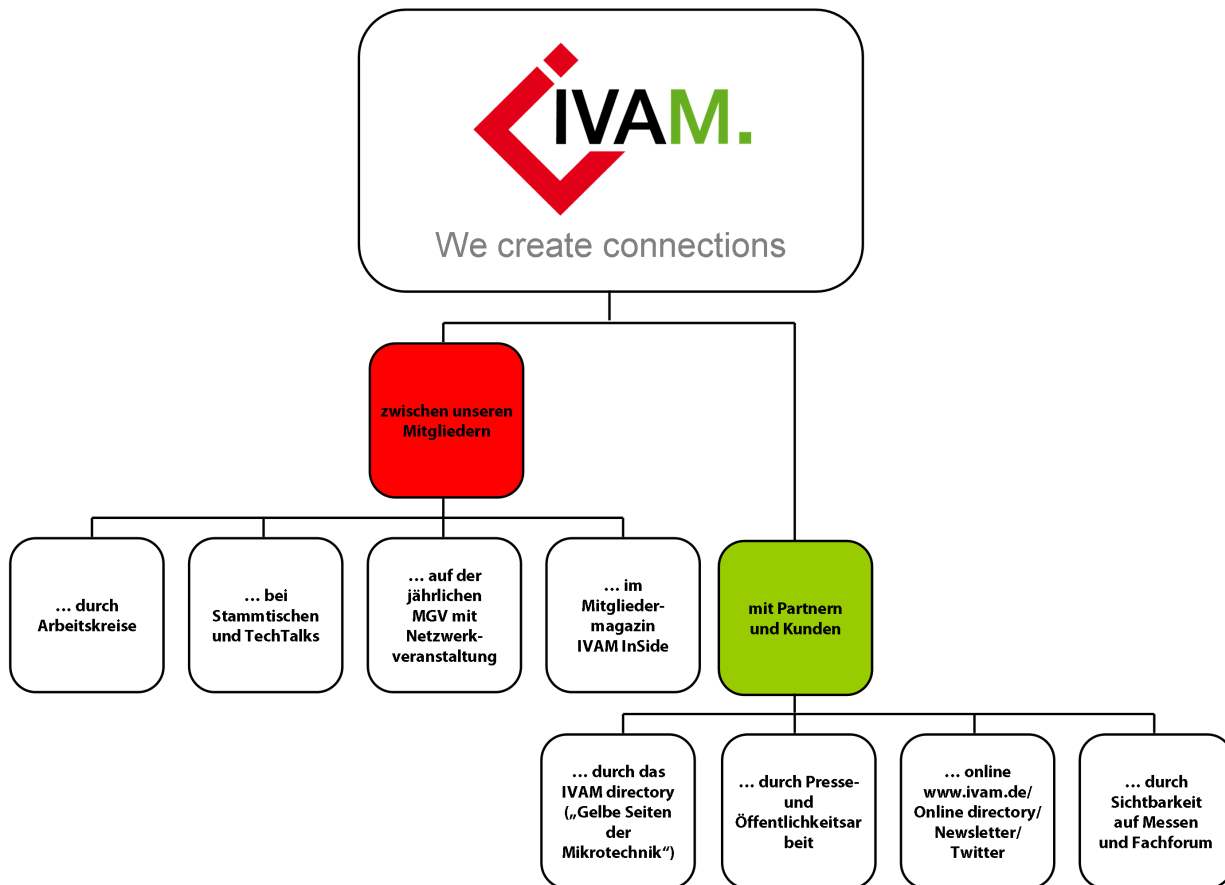 IVAM.
We create connections
zwischen unseren
Mitgliedern
... durch
Arbeitskreise
... bei
Stammtischen
und TechTalks
... auf der
jährlichen
MGV mit
Netzwerk-
veranstaltung
... im
Mitglieder-
magazin
IVAM InSide
mit Partnern
und Kunden
... durch das
IVAM directory
(„Gelbe Seiten
der
Mikrotechnik“)
... durch Presse-
und
Öffentlichkeitsar
beit
... online
www.ivam.de/
Online directory/
Newsletter/
Twitter
... durch
Sichtbarkeit
auf Messen
und Fachforum